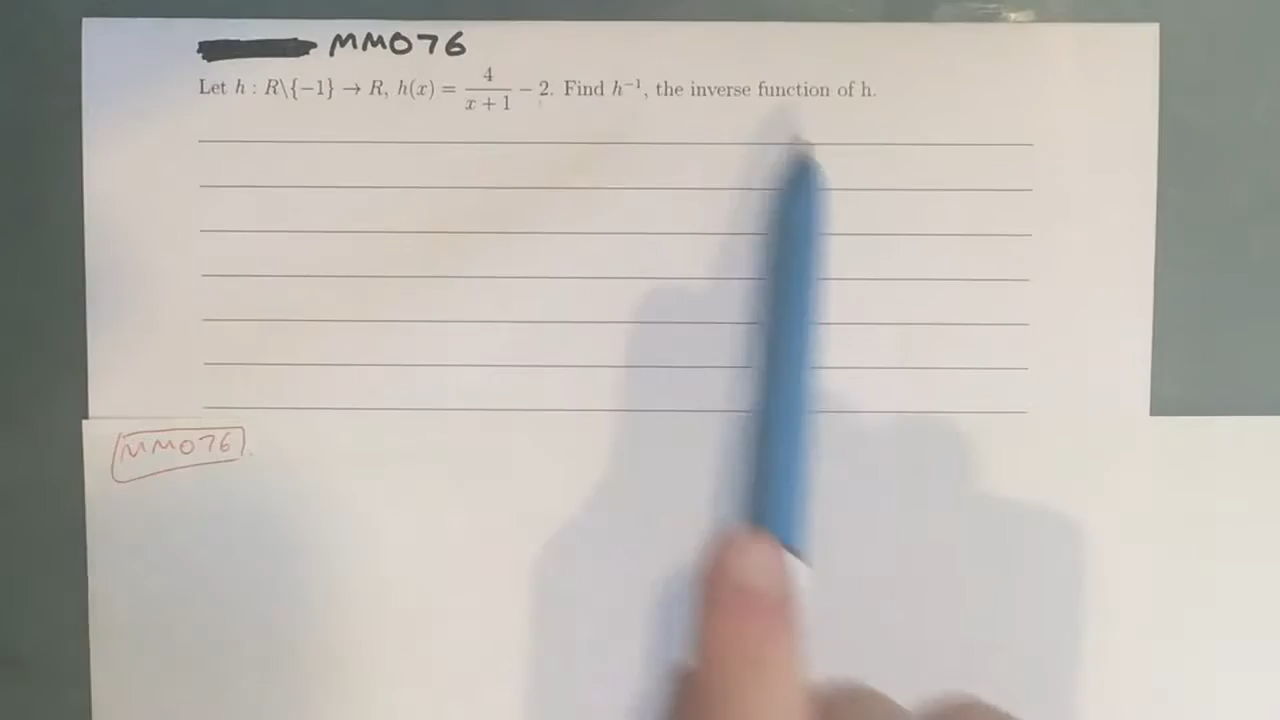 MM076
Let h : R\{−1} → R, h(x) = 4/(x + 1) − 2. Find h⁻¹, the inverse function of h.
MM076